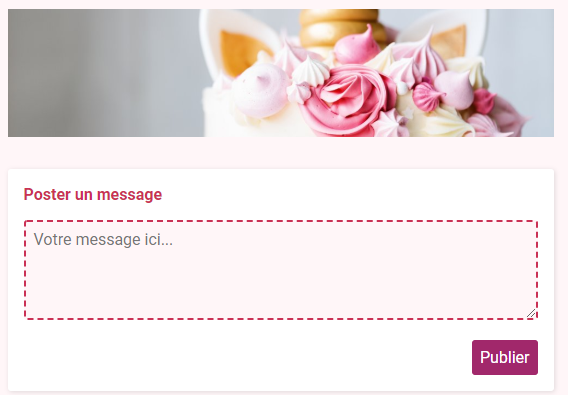 Poster un message
Votre message ici...
Publier